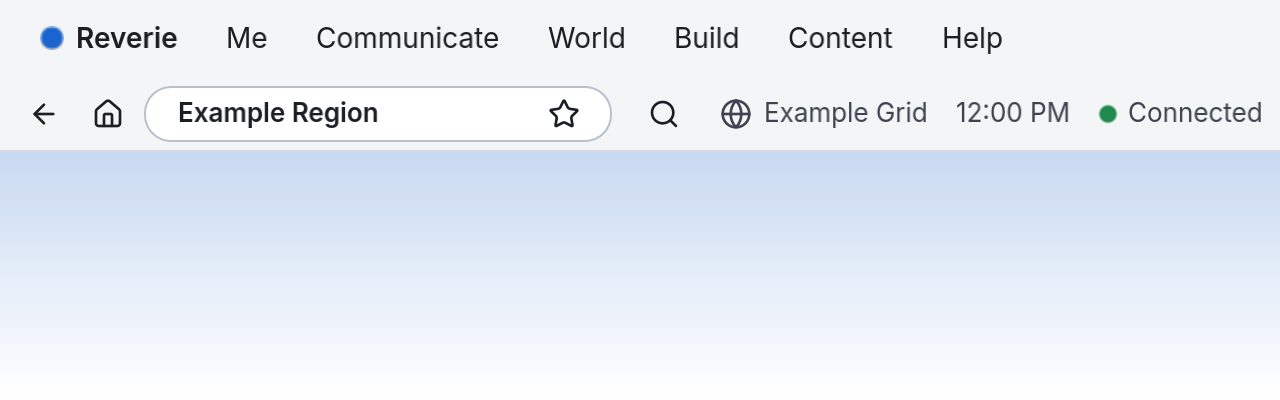 Reverie Me Communicate World Build Content Help
Example Region Example Grid 12:00 PM Connected